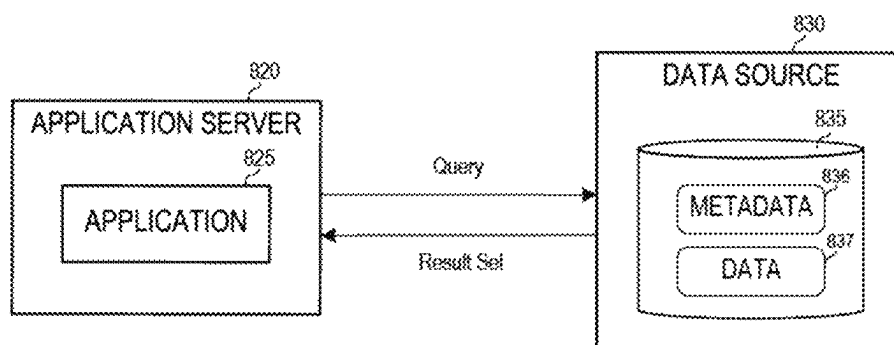 830
DATA SOURCE
820
APPLICATION SERVER
825
APPLICATION
Query
Result Set
835
METADATA
836
DATA
837